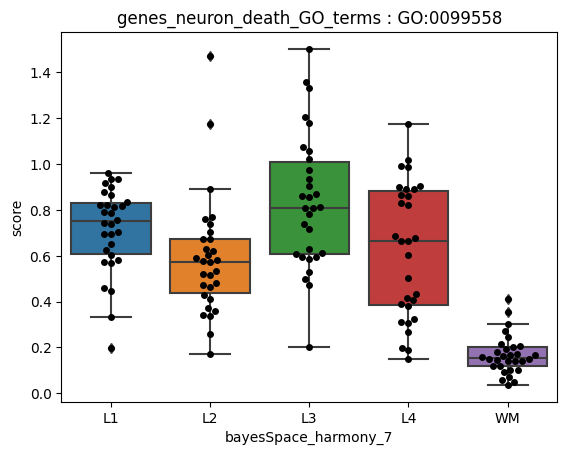 genes_neuron_death_GO_terms : GO:0099558
score
1.4
1.2
1.0
0.8
0.6
0.4
0.2
0.0
L1 L2 L3 L4 WM
bayesSpace_harmony_7